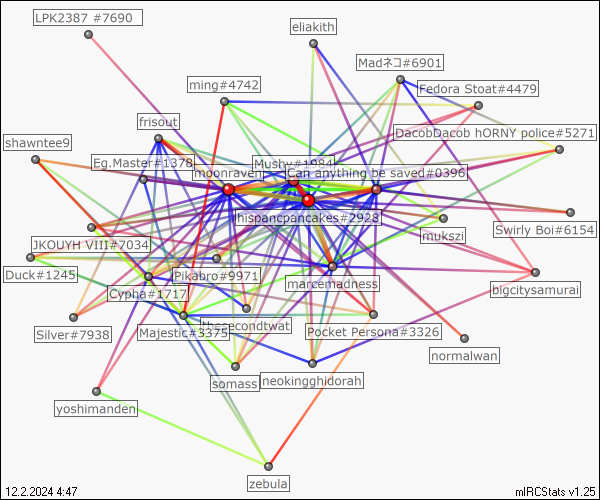 LPK2387 #7690
eliakith
Madネコ#6901
ming#4742
Fedora Stoat#4479
frisout
DacobDacob hORNY police#5271
shawntee9
Eg.Master#1378
Mushy#1984
moonraven
Can anything be saved#0396
hispancpancakes#2928
mukszi
Swirly Boi#6154
JKOUYH VIII#7034
Duck#1245
Pikabro#9971
marcemadness
bigcitysamurai
Cypha#1717
Silver#7938
Majestic#3375
thesecondtwat
Pocket Persona#3326
normalwan
somass
neokingghidorah
yoshimanden
zebula
12.2.2024 4:47
mIRCStats v1.25